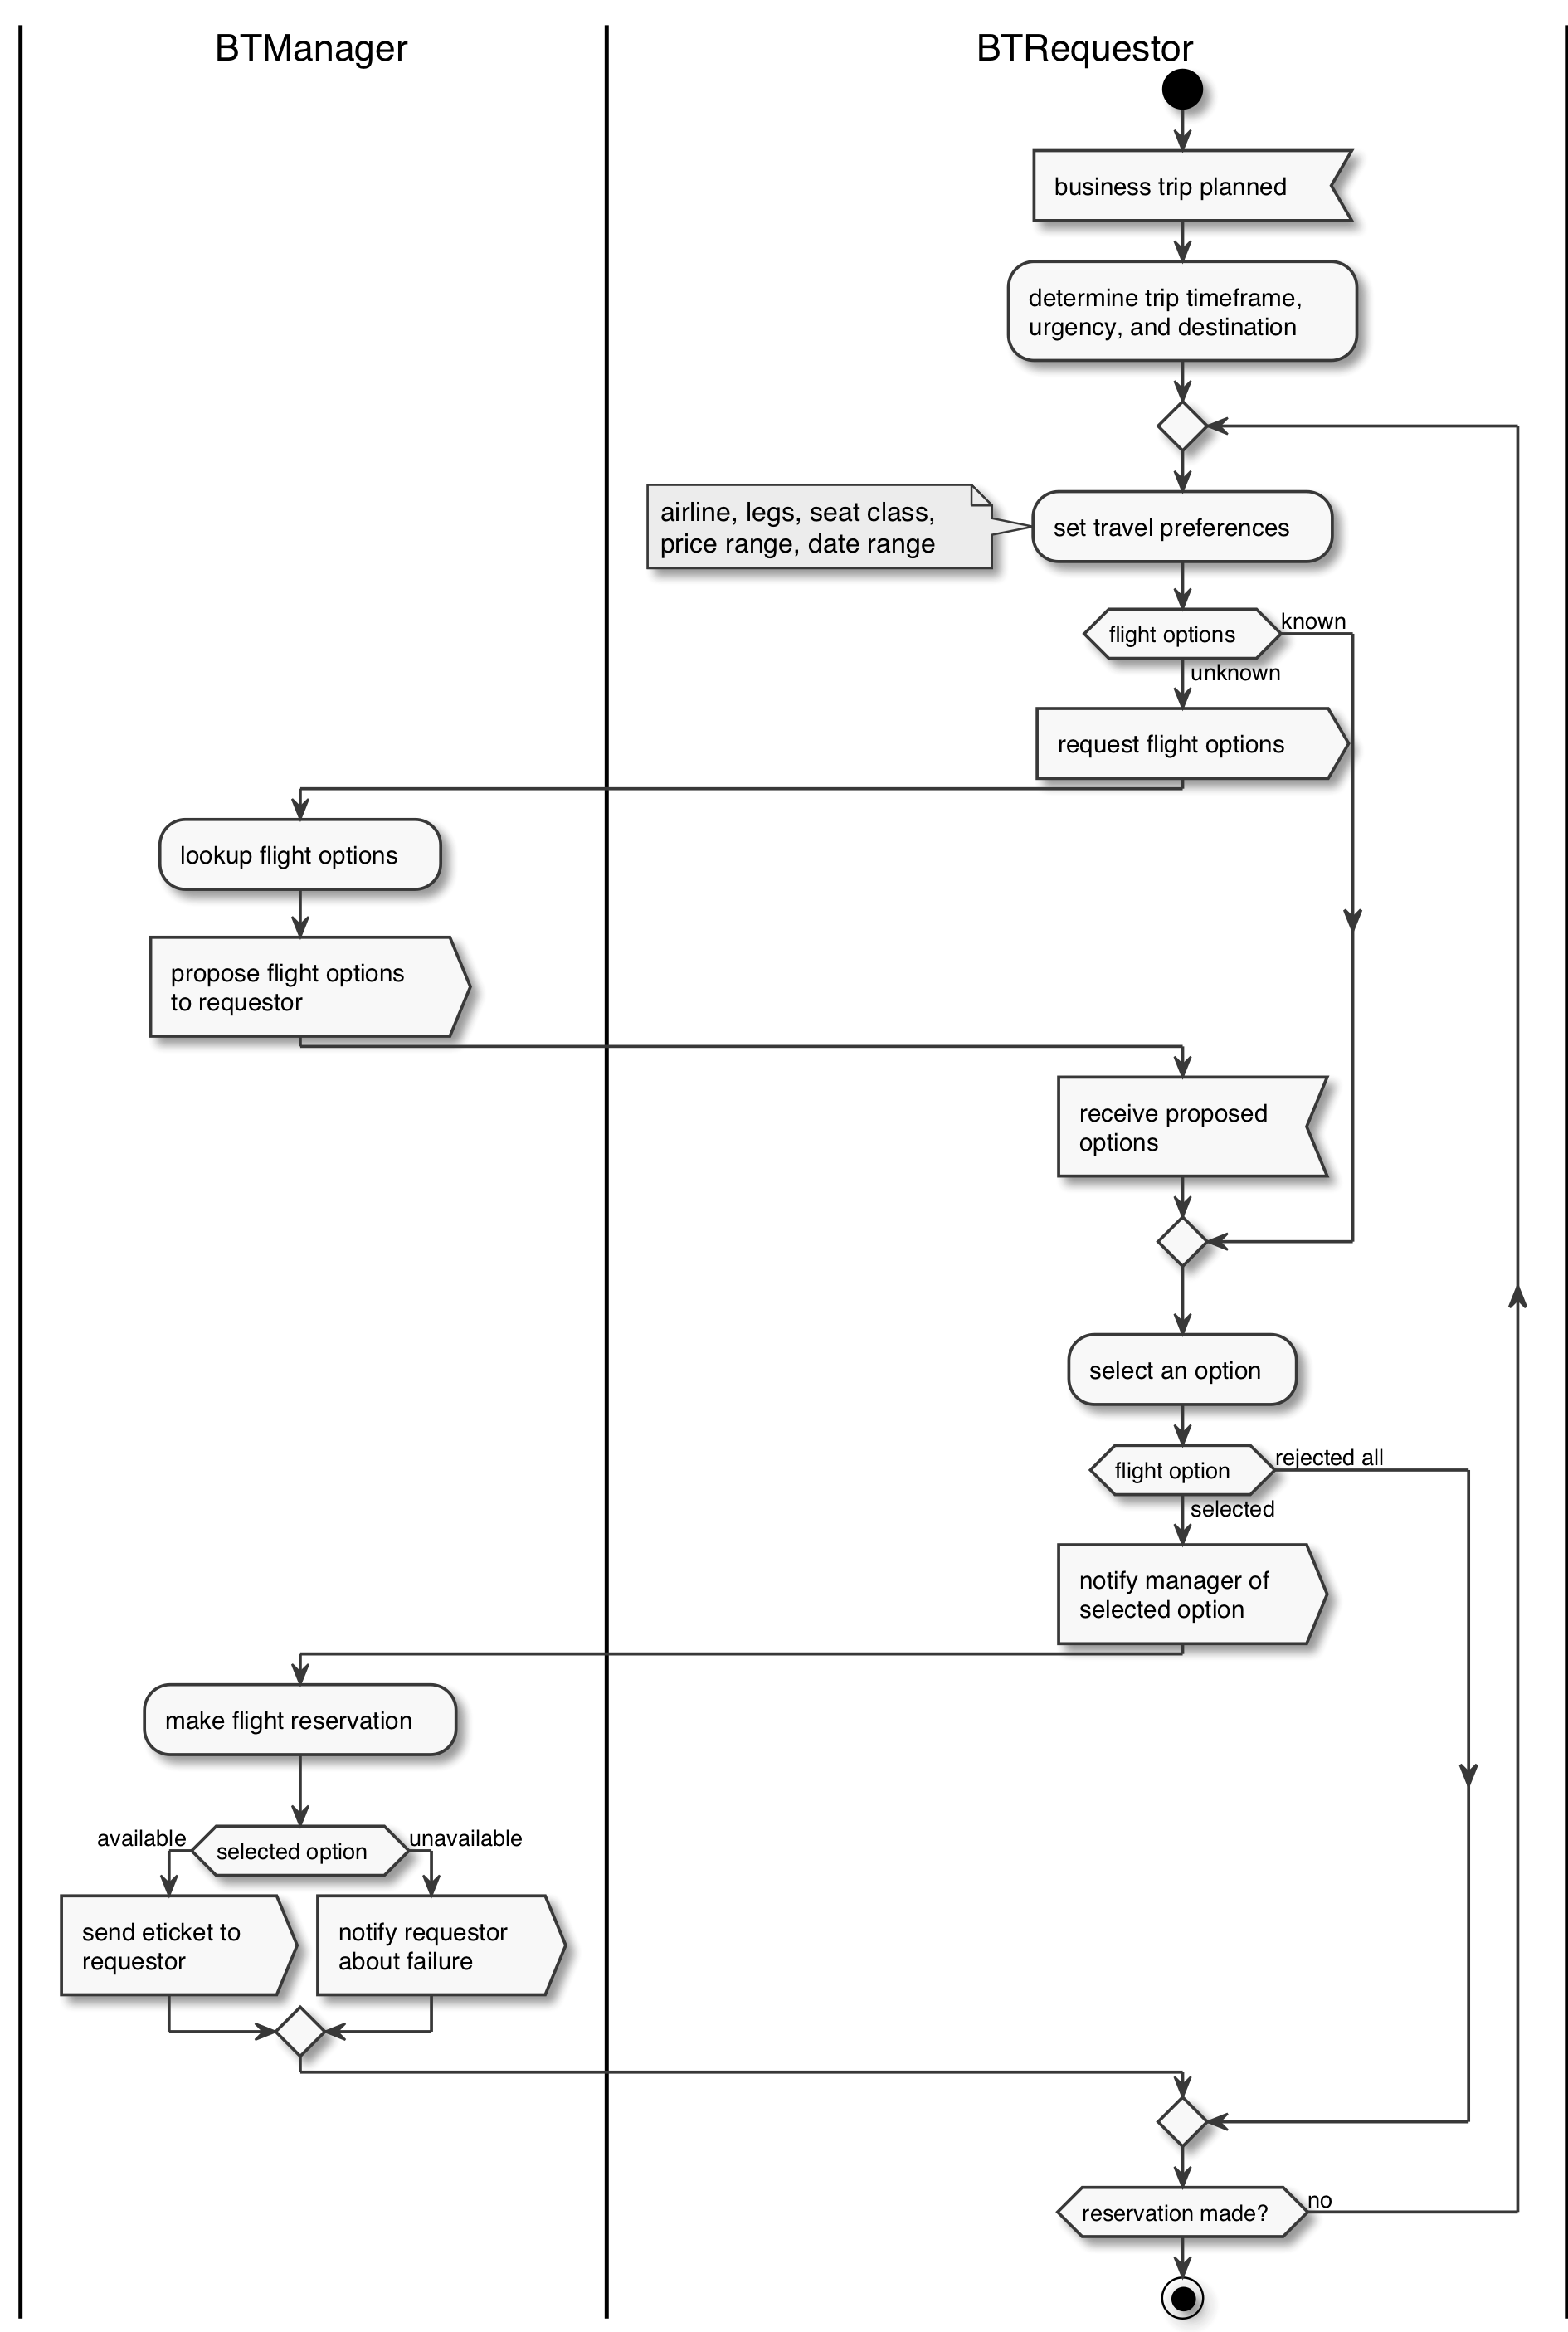 BTManager
BTRequestor
business trip planned
determine trip timeframe,
urgency, and destination
airline, legs, seat class,
price range, date range
set travel preferences
flight options
known
unknown
request flight options
lookup flight options
propose flight options
to requestor
receive proposed
options
select an option
flight option
rejected all
selected
notify manager of
selected option
make flight reservation
available
selected option
unavailable
send eticket to
requestor
notify requestor
about failure
reservation made?
no